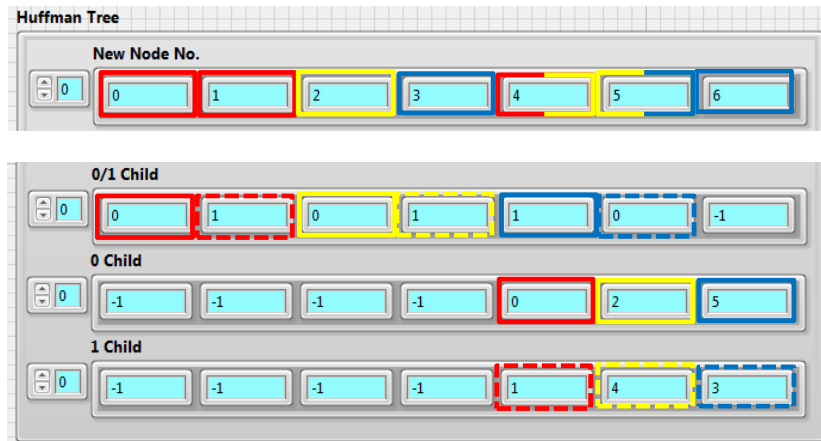 Huffman Tree
New Node No.
0 0 1 2 3 4 5 6
0/1 Child
0 0 1 0 1 1 0 -1
0 Child
0 -1 -1 -1 -1 0 2 5
1 Child
0 -1 -1 -1 -1 1 4 3